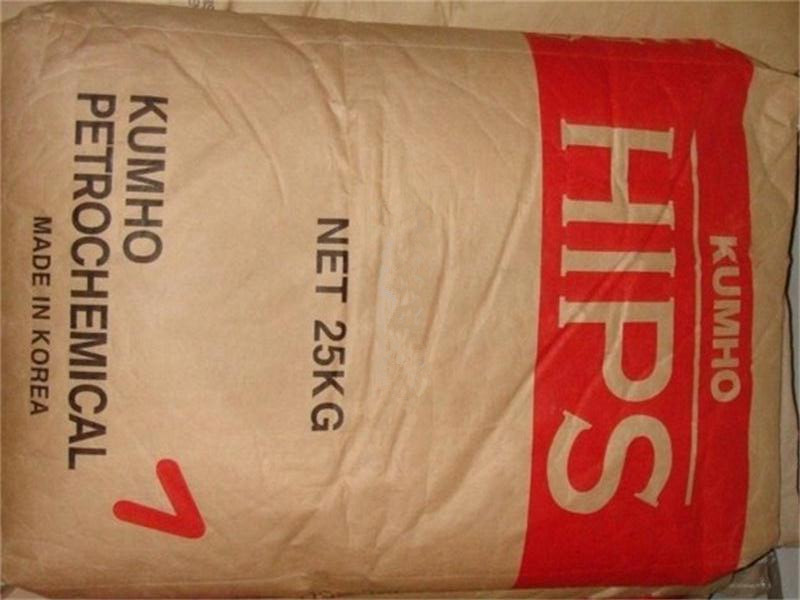 KUMHO
HIPS
NET 25KG
KUMHO
PETROCHEMICAL
MADE IN KOREA